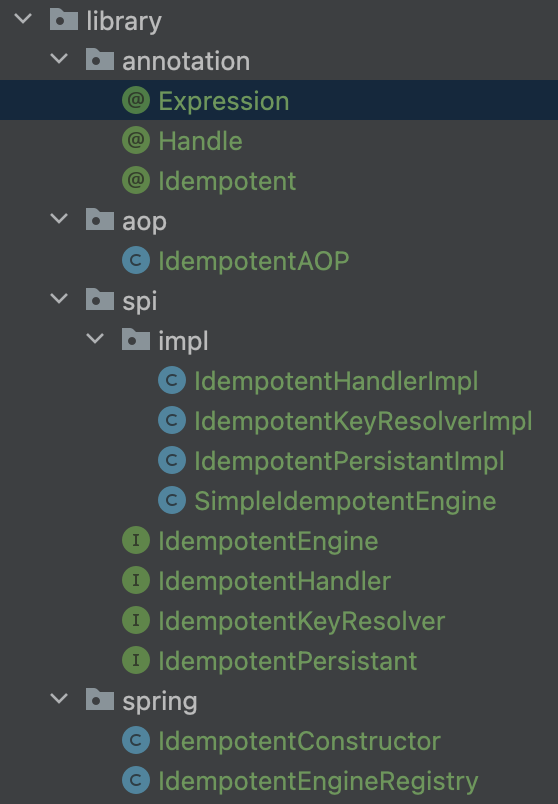 library
annotation
@ Expression
@ Handle
@ Idempotent
aop
C IdempotentAOP
spi
impl
C IdempotentHandlerImpl
C IdempotentKeyResolverImpl
C IdempotentPersistantImpl
C SimpleIdempotentEngine
I IdempotentEngine
I IdempotentHandler
I IdempotentKeyResolver
I IdempotentPersistant
spring
C IdempotentConstructor
C IdempotentEngineRegistry